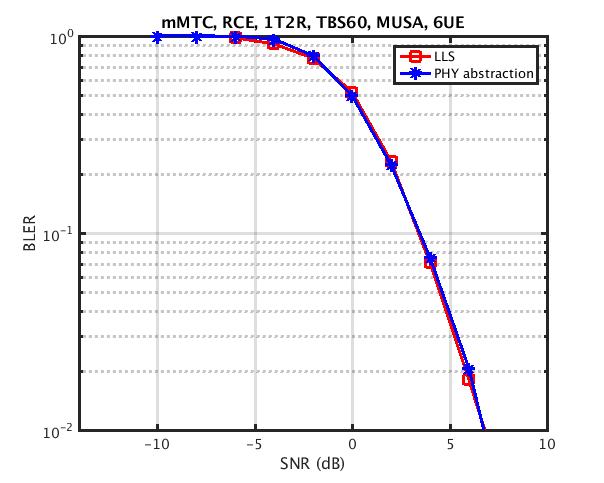 mMTC, RCE, 1T2R, TBS60, MUSA, 6UE
LLS
PHY abstraction
BLER
10^0
10^-1
10^-2
-10 -5 0 5 10
SNR (dB)